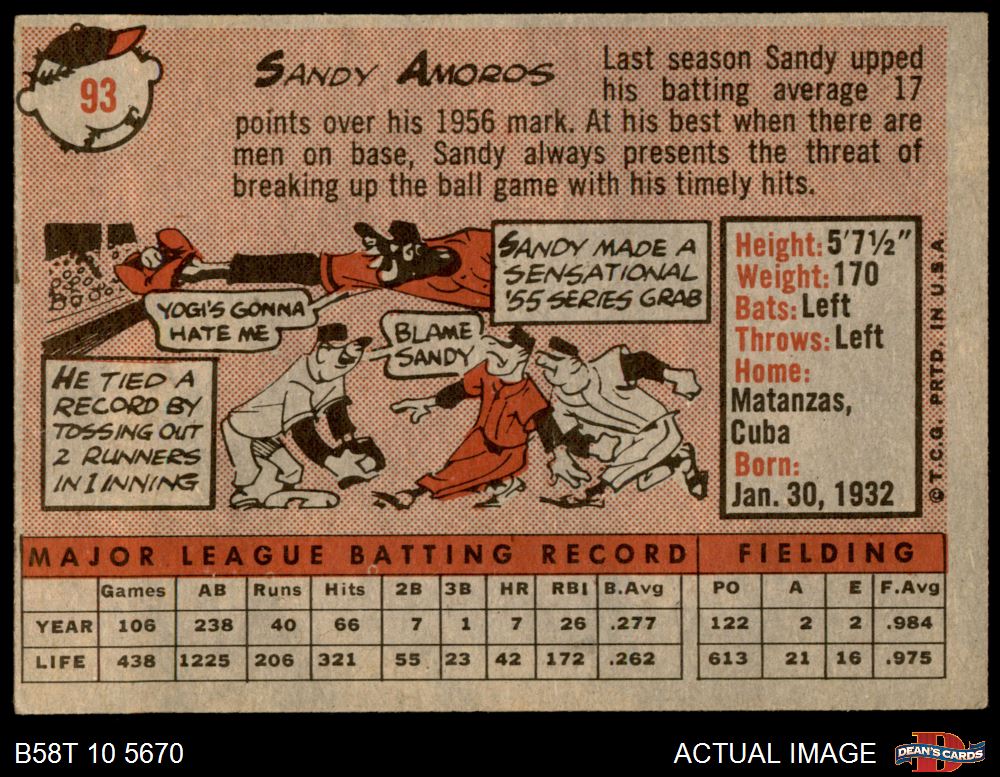 93
SANDY AMOROS
Last season Sandy upped
his batting average 17
points over his 1956 mark. At his best when there are
men on base, Sandy always presents the threat of
breaking up the ball game with his timely hits.
YOGI'S GONNA
HATE ME
SANDY MADE A
SENSATIONAL
'55 SERIES GRAB
BLAME
SANDY
HE TIED A
RECORD BY
TOSSING OUT
2 RUNNERS
IN 1 INNING
Height: 5'7½"
Weight: 170
Bats: Left
Throws: Left
Home:
Matanzas,
Cuba
Born:
Jan. 30, 1932
© T.C.G. PRTD. IN U.S.A.
MAJOR LEAGUE BATTING RECORD FIELDING
Games AB Runs Hits 2B 3B HR RBI B.Avg PO A E F.Avg
YEAR 106 238 40 66 7 1 7 26 .277 122 2 2 .984
LIFE 438 1225 206 321 55 23 42 172 .262 613 21 16 .975
B58T 10 5670
ACTUAL IMAGE
DEAN'S CARDS